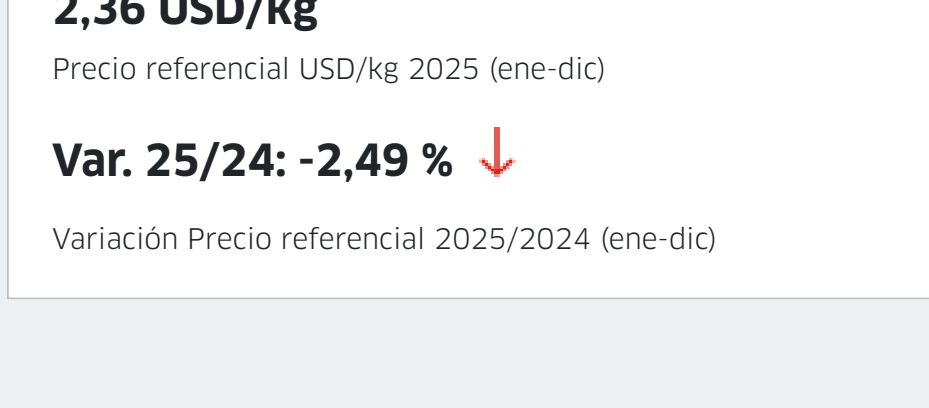 2,36 USD/kg
Precio referencial USD/kg 2025 (ene-dic)
Var. 25/24: -2,49 %
Variación Precio referencial 2025/2024 (ene-dic)